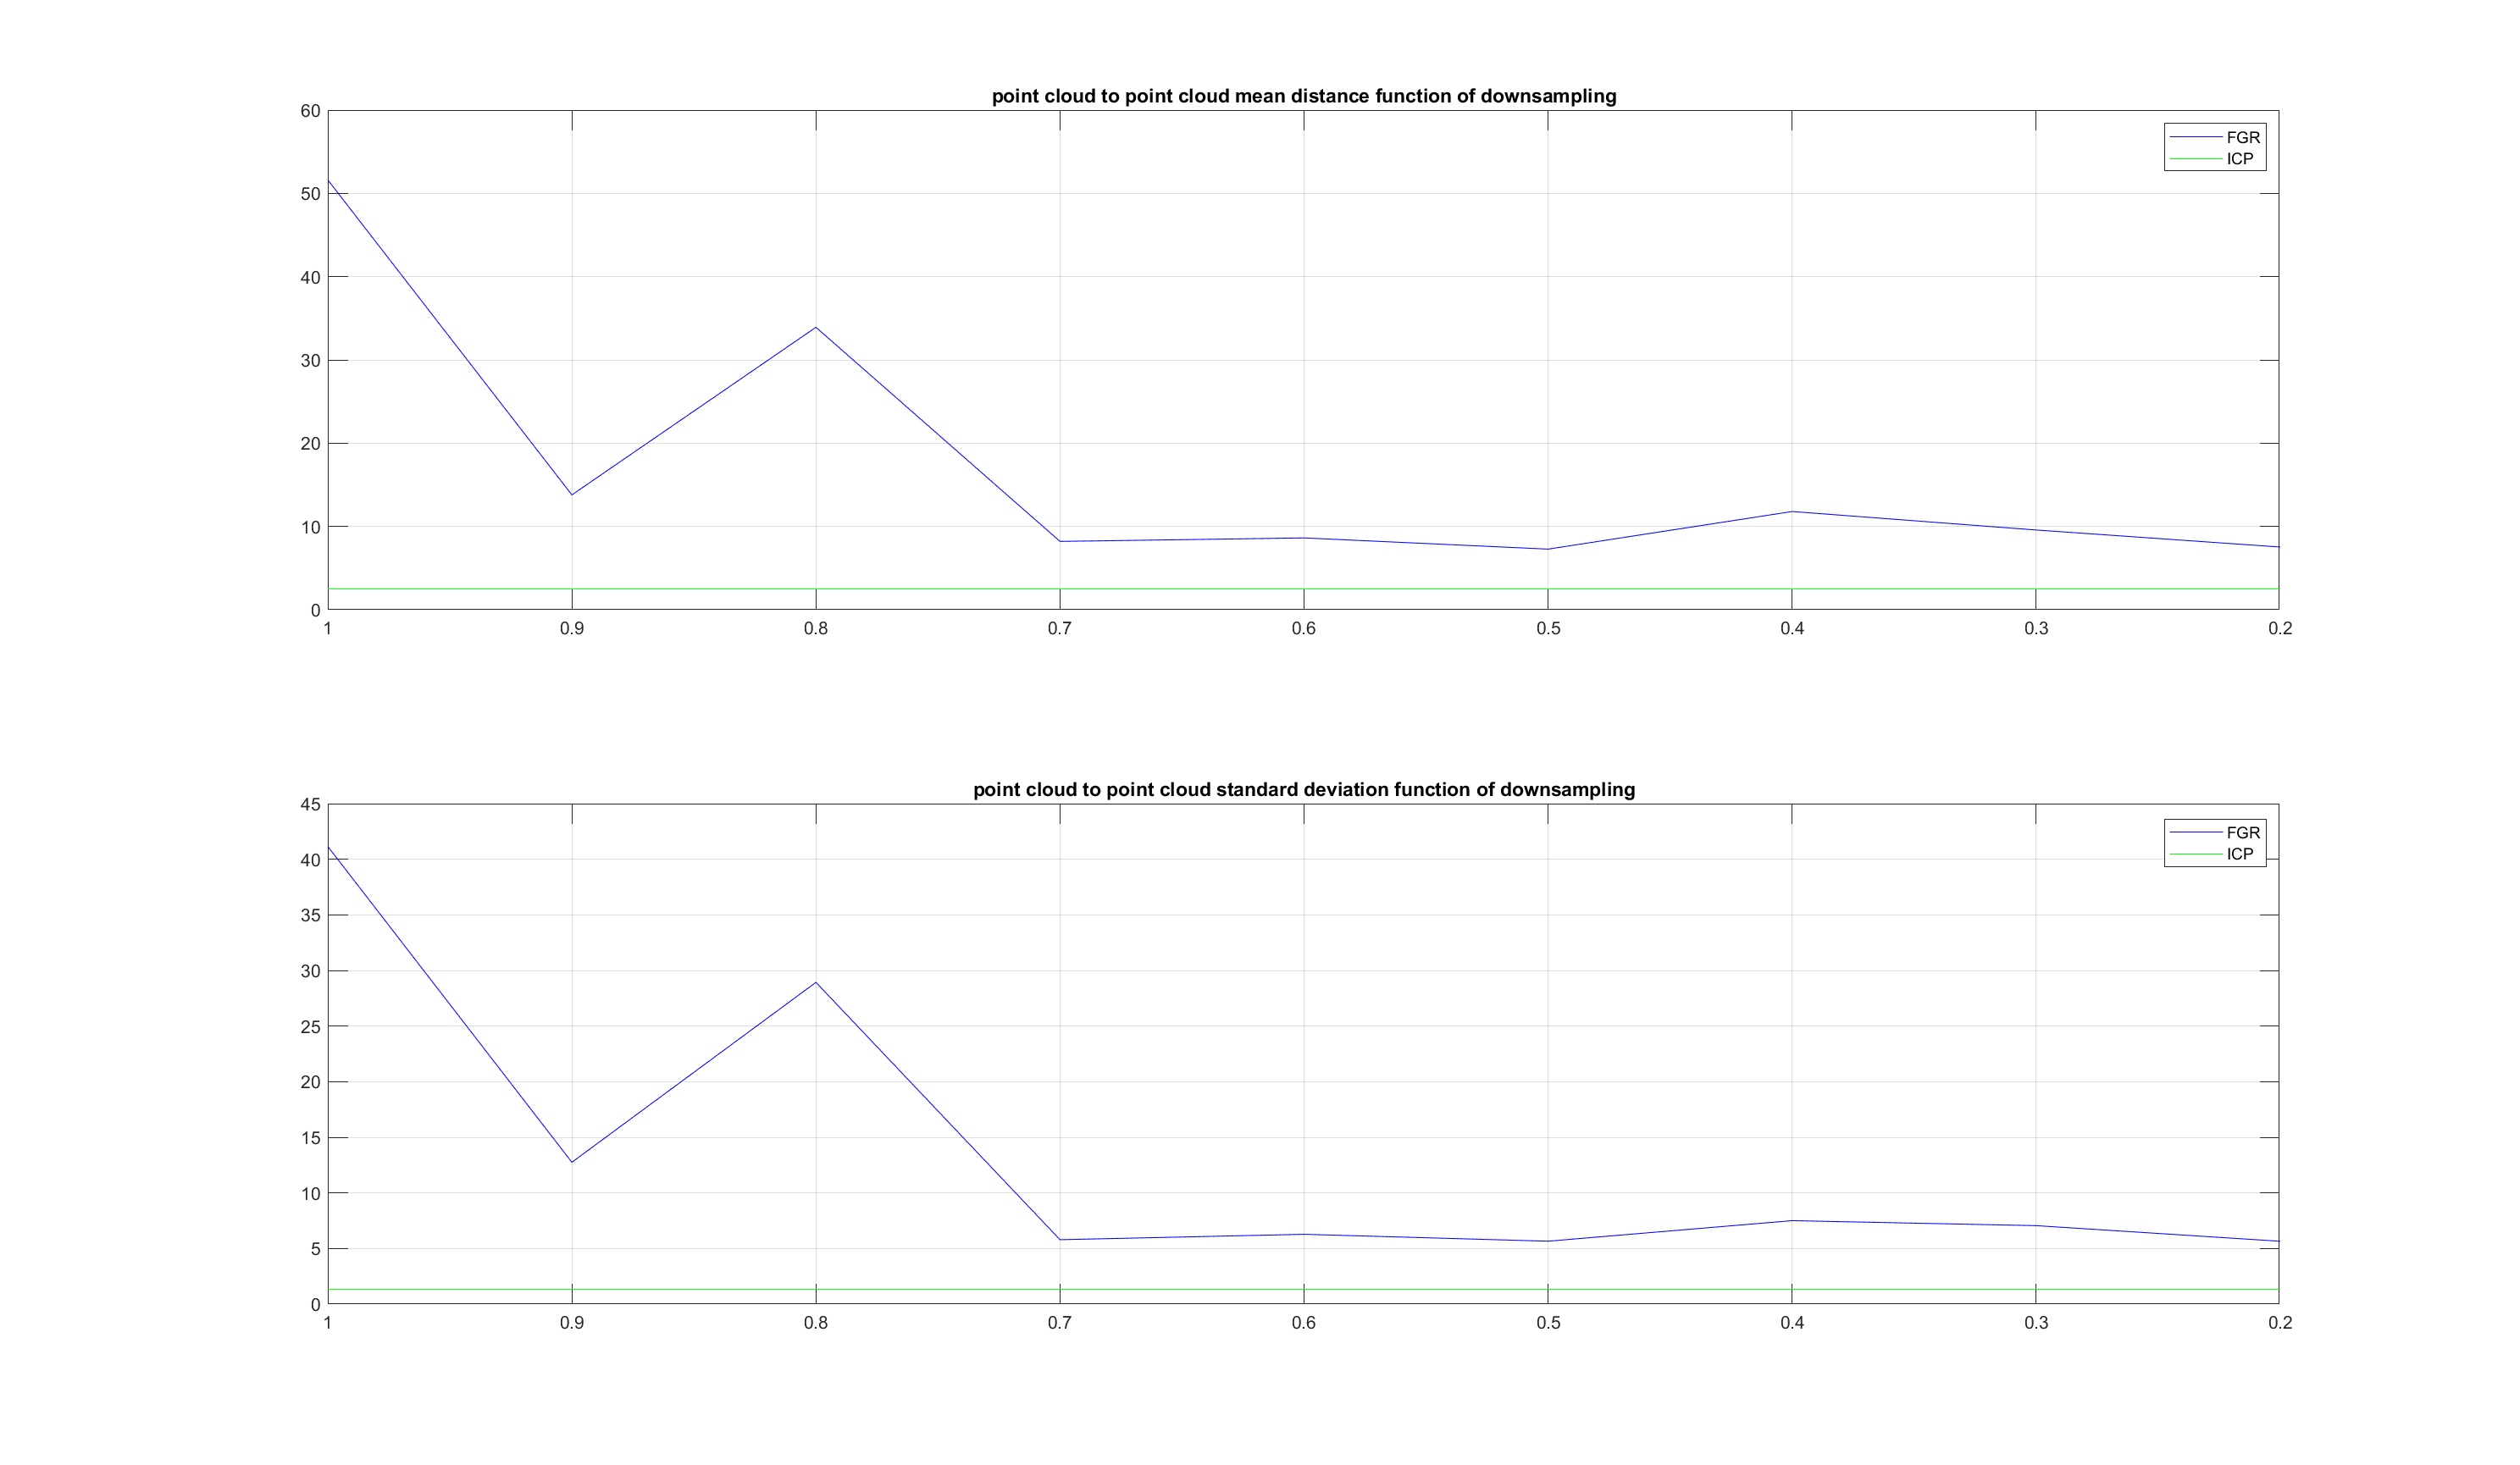 point cloud to point cloud mean distance function of downsampling
60
50
40
30
20
10
0
FGR
ICP
1 0.9 0.8 0.7 0.6 0.5 0.4 0.3 0.2
point cloud to point cloud standard deviation function of downsampling
45
40
35
30
25
20
15
10
5
0
FGR
ICP
1 0.9 0.8 0.7 0.6 0.5 0.4 0.3 0.2